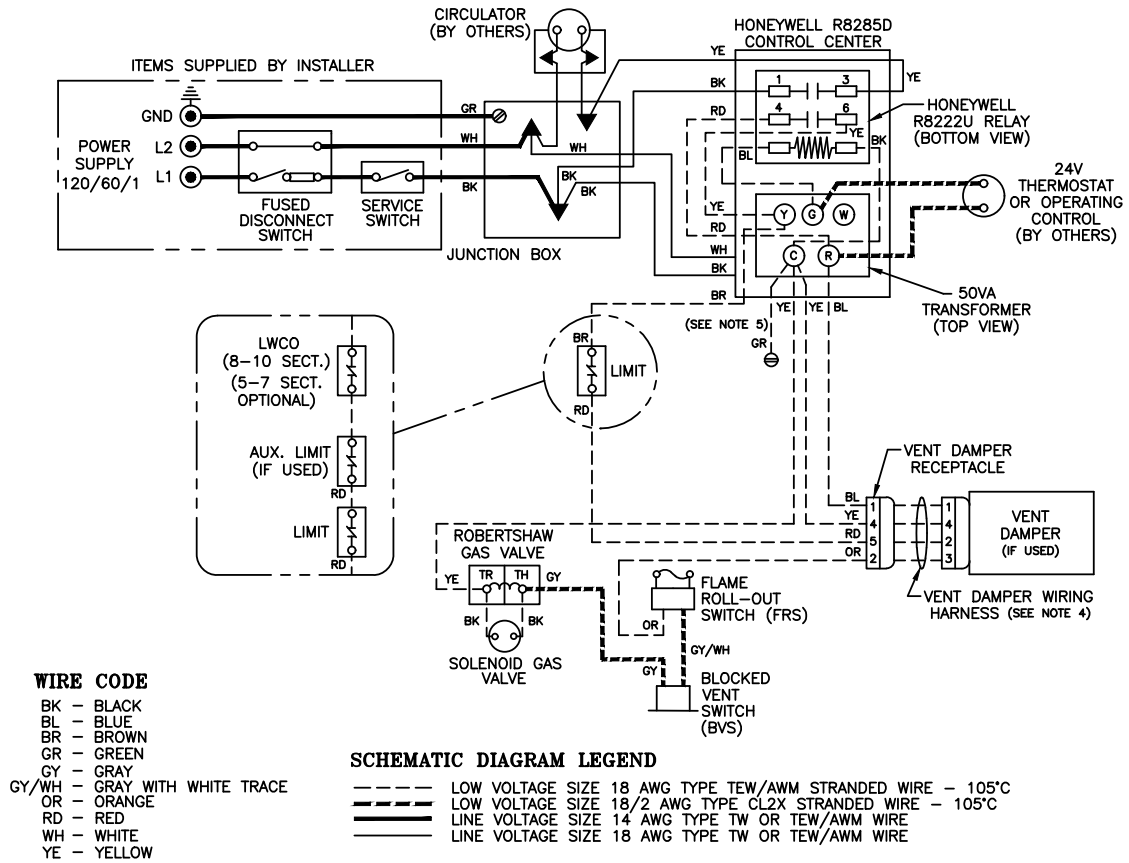 CIRCULATOR
(BY OTHERS)
HONEYWELL R8285D
CONTROL CENTER
ITEMS SUPPLIED BY INSTALLER
YE
YE
BK
1
3
GND
GR
RD
4
6
HONEYWELL
R8222U RELAY
(BOTTOM VIEW)
L2
WH
WH
YE
BK
BL
POWER
SUPPLY
120/60/1
L1
BK
BK
BK
24V
THERMOSTAT
OR OPERATING
CONTROL
(BY OTHERS)
FUSED
DISCONNECT
SWITCH
SERVICE
SWITCH
YE
Y
G
W
RD
JUNCTION BOX
WH
C
R
BK
BR
YE
YE
BL
50VA
TRANSFORMER
(TOP VIEW)
(SEE NOTE 5)
GR
LWCO
(8-10 SECT.)
(5-7 SECT.
OPTIONAL)
BR
LIMIT
RD
AUX. LIMIT
(IF USED)
RD
LIMIT
RD
VENT DAMPER
RECEPTACLE
BL
1
1
YE
4
4
RD
5
2
OR
2
3
VENT
DAMPER
(IF USED)
VENT DAMPER WIRING
HARNESS (SEE NOTE 4)
ROBERTSHAW
GAS VALVE
YE
TR
TH
GY
BK
BK
SOLENOID GAS
VALVE
FLAME
ROLL-OUT
SWITCH (FRS)
OR
GY/WH
GY
BLOCKED
VENT
SWITCH
(BVS)
WIRE CODE
BK - BLACK
BL - BLUE
BR - BROWN
GR - GREEN
GY - GRAY
GY/WH - GRAY WITH WHITE TRACE
OR - ORANGE
RD - RED
WH - WHITE
YE - YELLOW
SCHEMATIC DIAGRAM LEGEND
LOW VOLTAGE SIZE 18 AWG TYPE TEW/AWM STRANDED WIRE - 105°C
LOW VOLTAGE SIZE 18/2 AWG TYPE CL2X STRANDED WIRE - 105°C
LINE VOLTAGE SIZE 14 AWG TYPE TW OR TEW/AWM WIRE
LINE VOLTAGE SIZE 18 AWG TYPE TW OR TEW/AWM WIRE